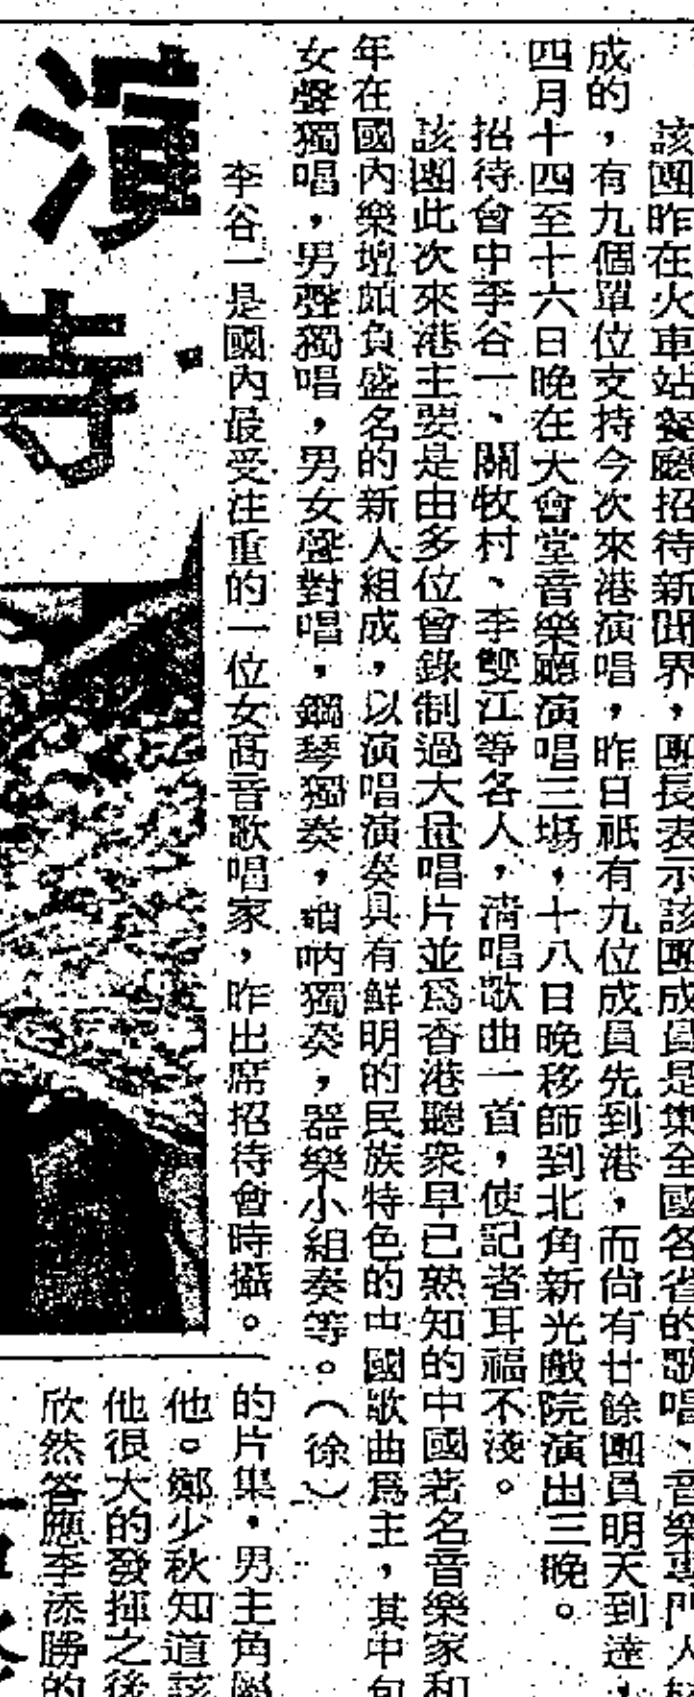 該團昨在火車站餐廳招待新聞界，團長表示該團成員是集全國各省的歌唱、音樂專門人材
成的，有九個單位支持今次來港演唱，昨日祇有九位成員先到港，而尚有廿餘團員明天到達，
四月十四至十六日晚在大會堂音樂廳演唱三場，十八日晚移師到北角新光戲院演出三晚。
招待會中李谷一、關牧村、李雙江等各人，清唱歌曲一首，使記者耳福不淺。
該團此次來港主要是由多位曾錄制過大量唱片並爲香港聽衆早已熟知的中國著名音樂家和
年在國內樂壇頗負盛名的新人組成，以演唱演奏具有鮮明的民族特色的中國歌曲爲主，其中包
女聲獨唱，男聲獨唱，男女聲對唱，鋼琴獨奏，嗩吶獨奏，器樂小組奏等。（徐）
李谷一是國內最受注重的一位女高音歌唱家，昨出席招待會時攝。
演
的片集，男主角屬
他。鄭少秋知道該
他很大的發揮之後
欣然答應李添勝的